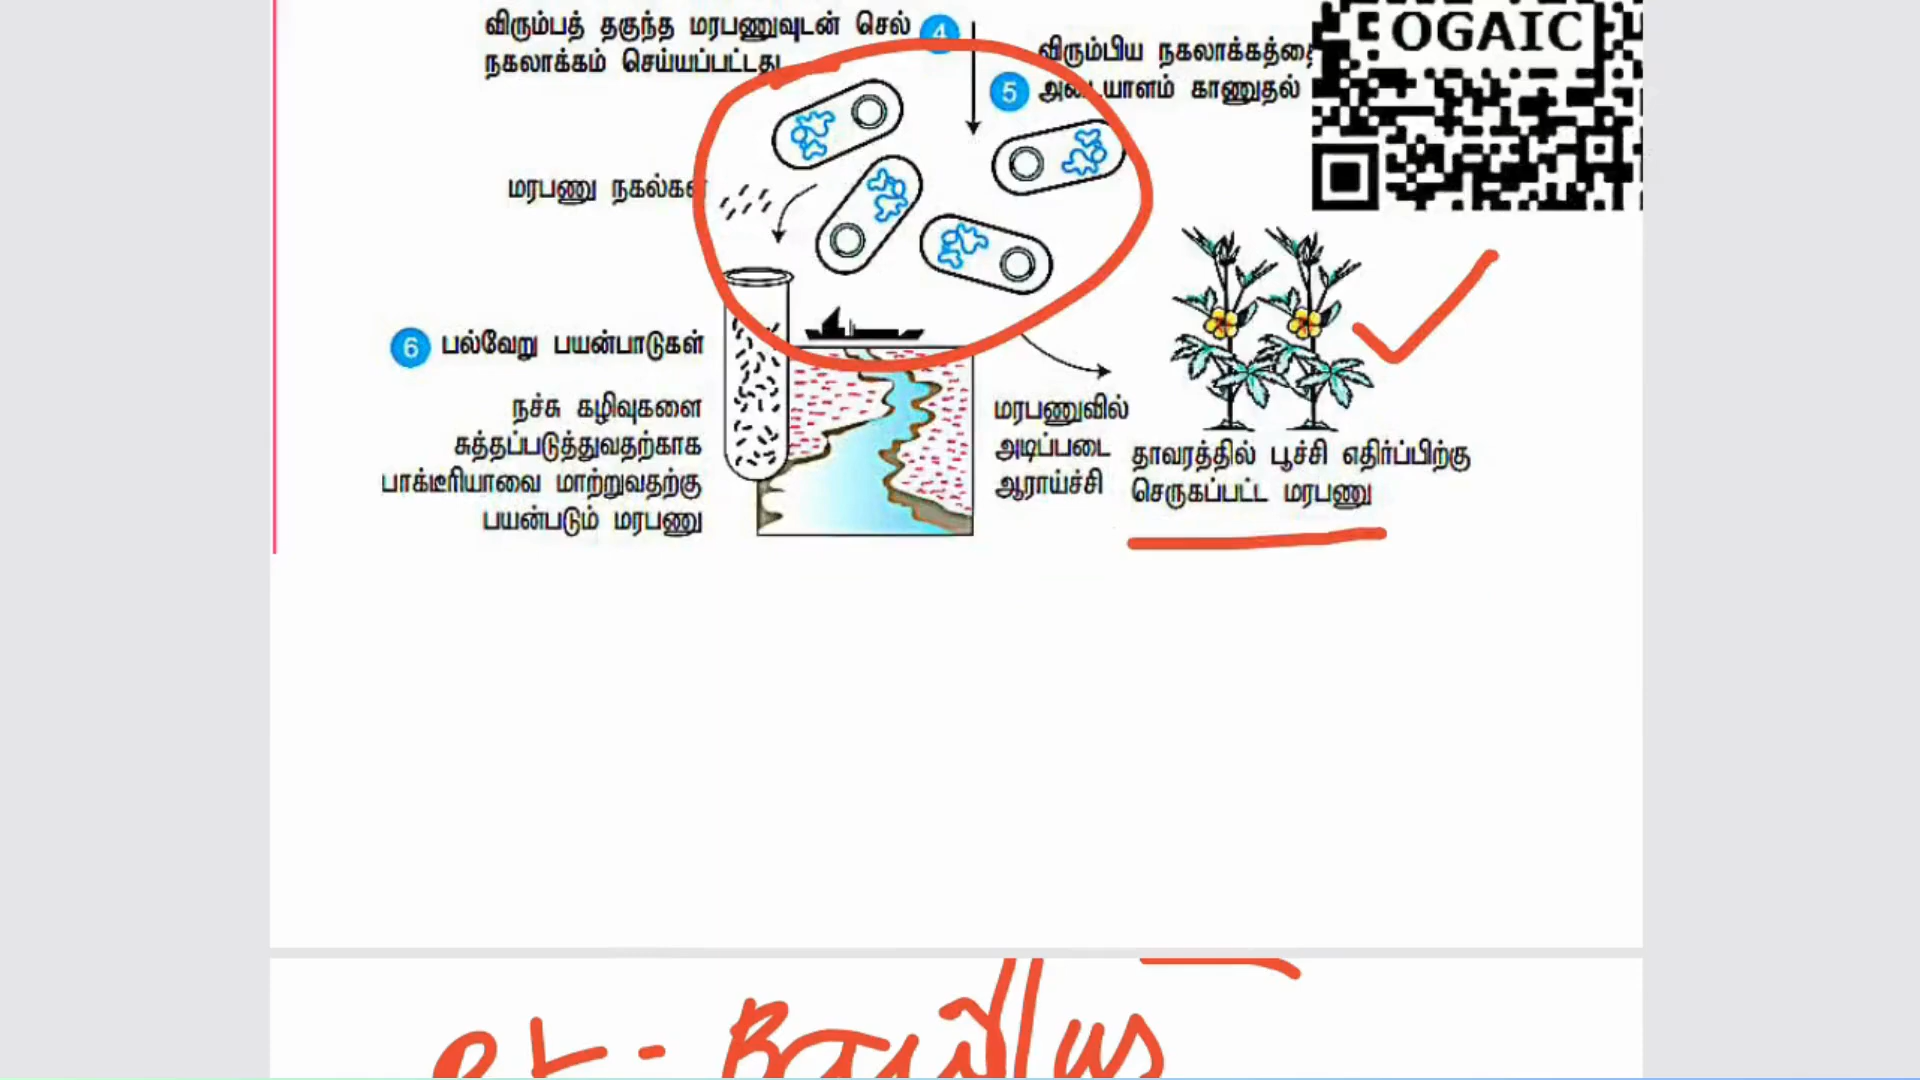 விரும்பத் தகுந்த மரபணுவுடன் செல்
நகலாக்கம் செய்யப்பட்டது
4
விரும்பிய நகலாக்கத்தை
5 அடையாளம் காணுதல்
OGAIC
மரபணு நகல்கள்
6 பல்வேறு பயன்பாடுகள்
நச்சு கழிவுகளை
சுத்தப்படுத்துவதற்காக
பாக்டீரியாவை மாற்றுவதற்கு
பயன்படும் மரபணு
மரபணுவில்
அடிப்படை
ஆராய்ச்சி
தாவரத்தில் பூச்சி எதிர்ப்பிற்கு
செருகப்பட்ட மரபணு